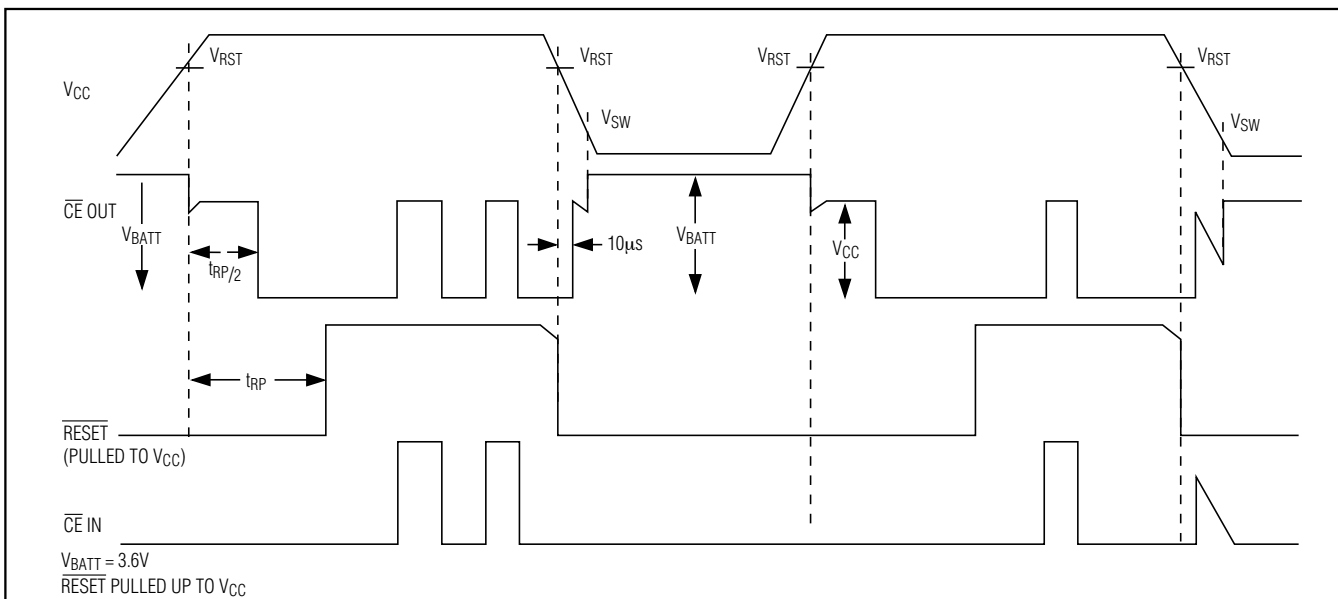 VRST
VRST
VRST
VRST
VCC
VSW
VSW
CE OUT
VBATT
tRP/2
10μs
VBATT
VCC
tRP
RESET
(PULLED TO VCC)
CE IN
VBATT = 3.6V
RESET PULLED UP TO VCC